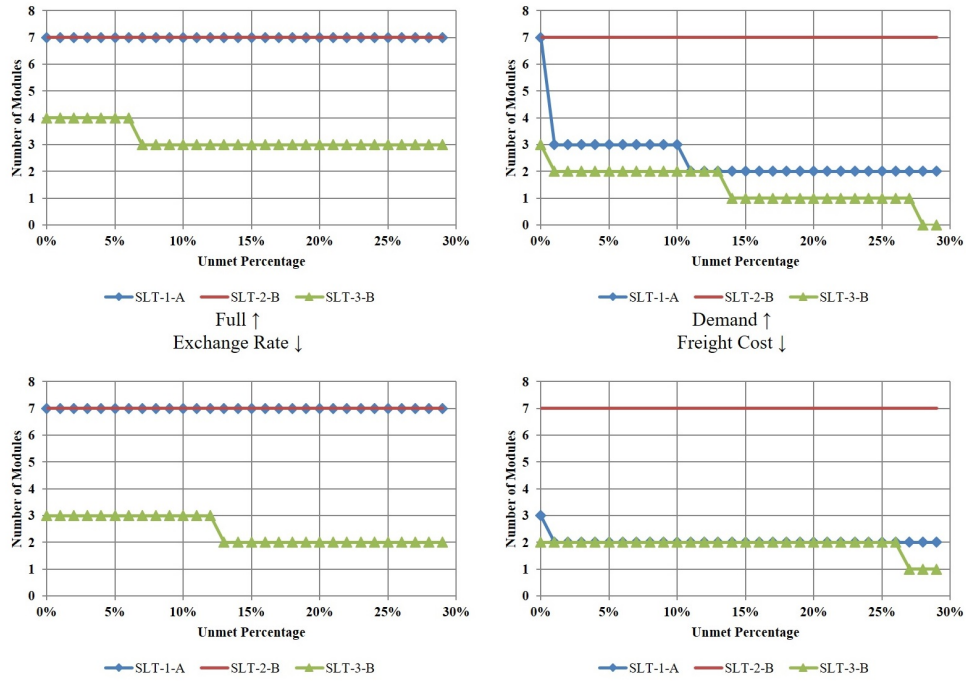 8
7
6
5
4
3
2
1
0
Number of Modules
0% 5% 10% 15% 20% 25% 30%
Unmet Percentage
SLT-1-A SLT-2-B SLT-3-B
8
7
6
5
4
3
2
1
0
Number of Modules
0% 5% 10% 15% 20% 25% 30%
Unmet Percentage
SLT-1-A SLT-2-B SLT-3-B
Full ↑
Exchange Rate ↓
Demand ↑
Freight Cost ↓
8
7
6
5
4
3
2
1
0
Number of Modules
0% 5% 10% 15% 20% 25% 30%
Unmet Percentage
SLT-1-A SLT-2-B SLT-3-B
8
7
6
5
4
3
2
1
0
Number of Modules
0% 5% 10% 15% 20% 25% 30%
Unmet Percentage
SLT-1-A SLT-2-B SLT-3-B